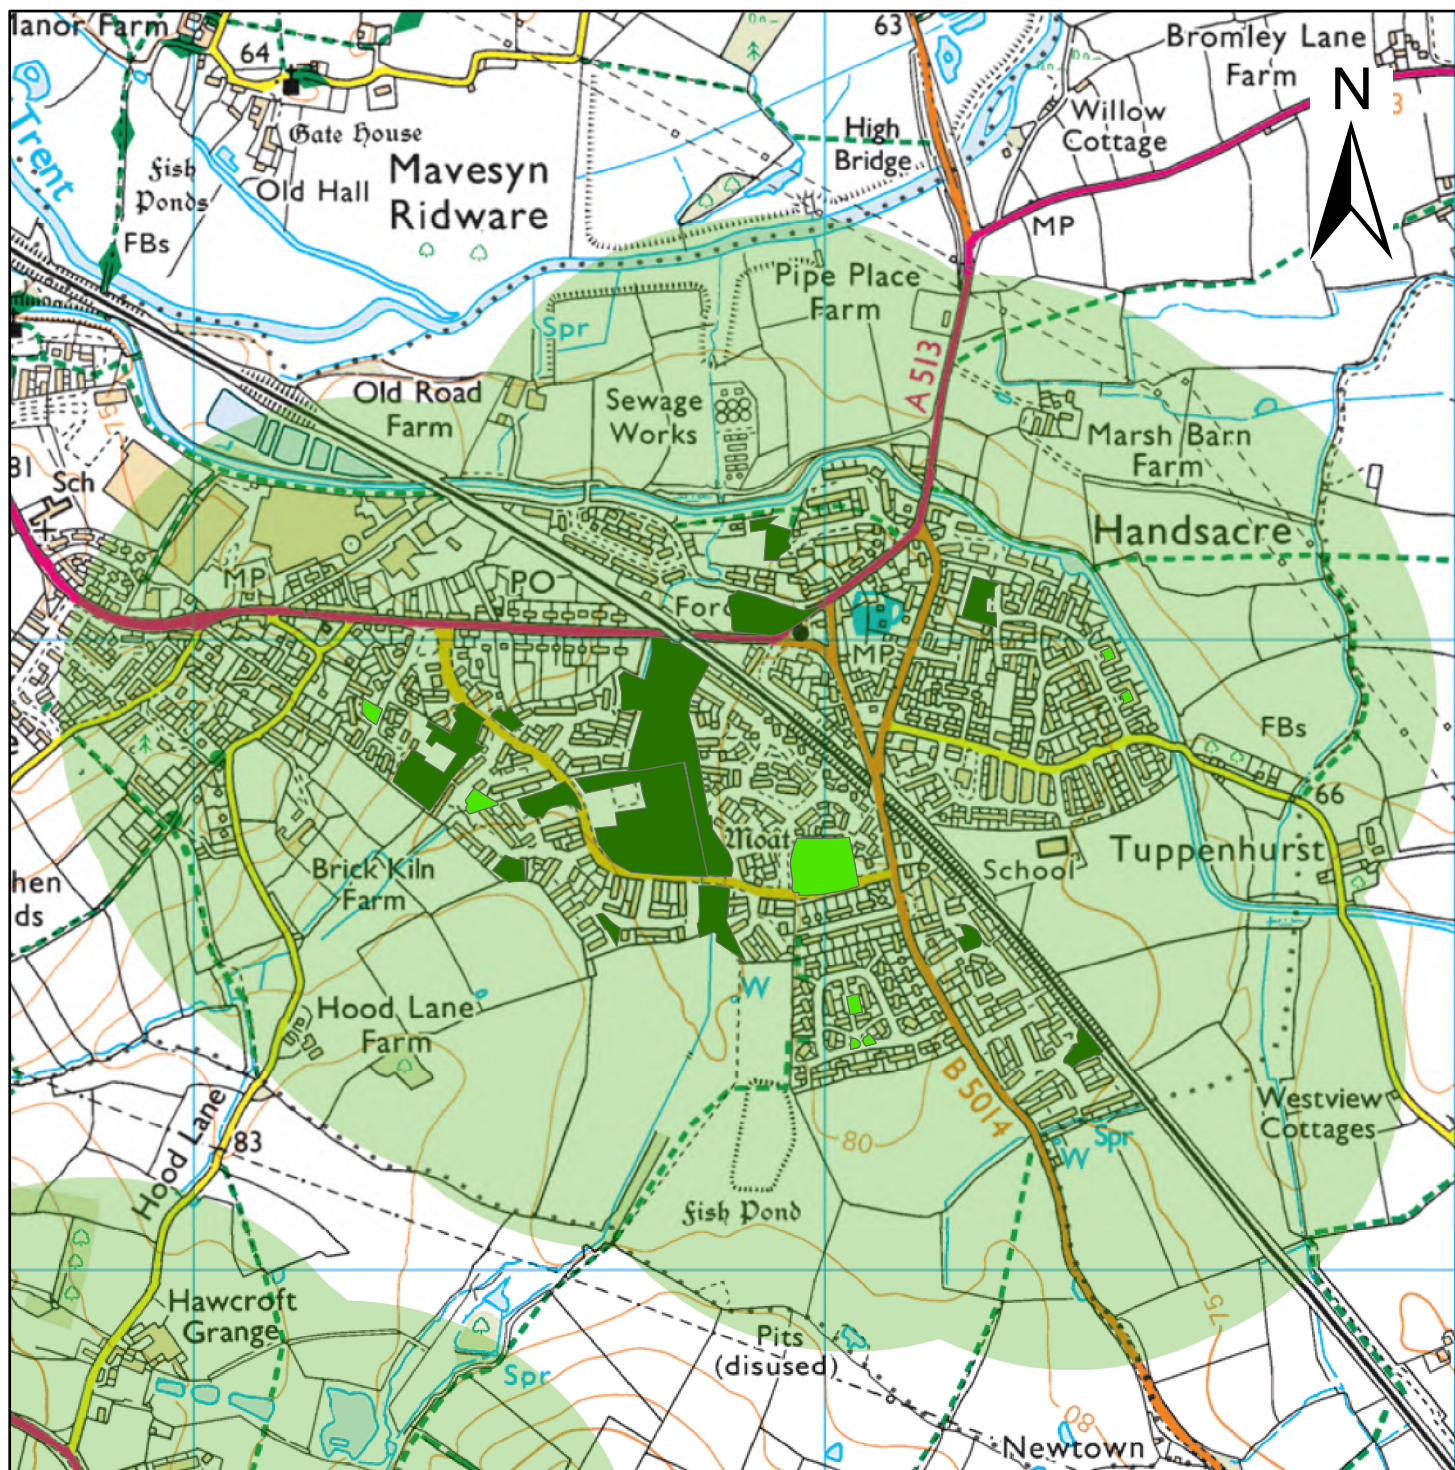 Manor Farm
64
63
Bromley Lane
Farm
N
Gate House
High
Bridge
Willow
Cottage
Trent
Fish
Ponds
Old Hall
Mavesyn
Ridware
FBs
MP
Pipe Place
Farm
Spr
A 513
Old Road
Farm
Sewage
Works
Marsh Barn
Farm
75
81
Sch
Handsacre
MP
PO
Ford
MP
FBs
66
Moat
School
Tuppenhurst
Brick Kiln
Farm
W
Hood Lane
Farm
B 5014
Hood Lane
83
80
Spr
W
Westview
Cottages
Fish Pond
Hawcroft
Grange
75
Pits
(disused)
Spr
80
Newtown